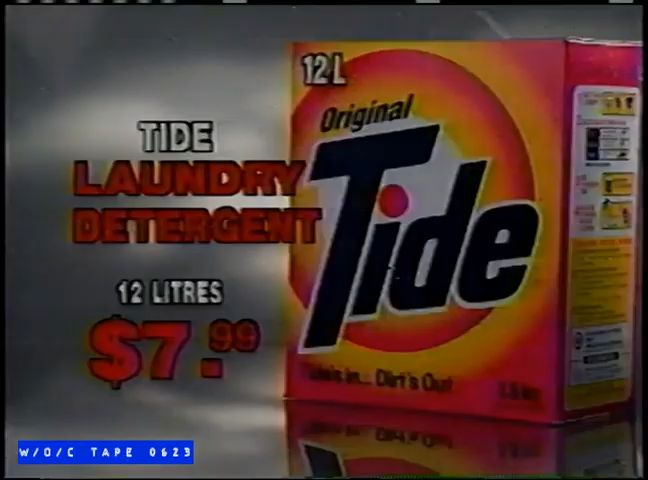 12 L
Original
Tide
TIDE
LAUNDRY
DETERGENT
12 LITRES
$7.99
Tide's in... Dirt's Out
W/O/C TAPE 0623